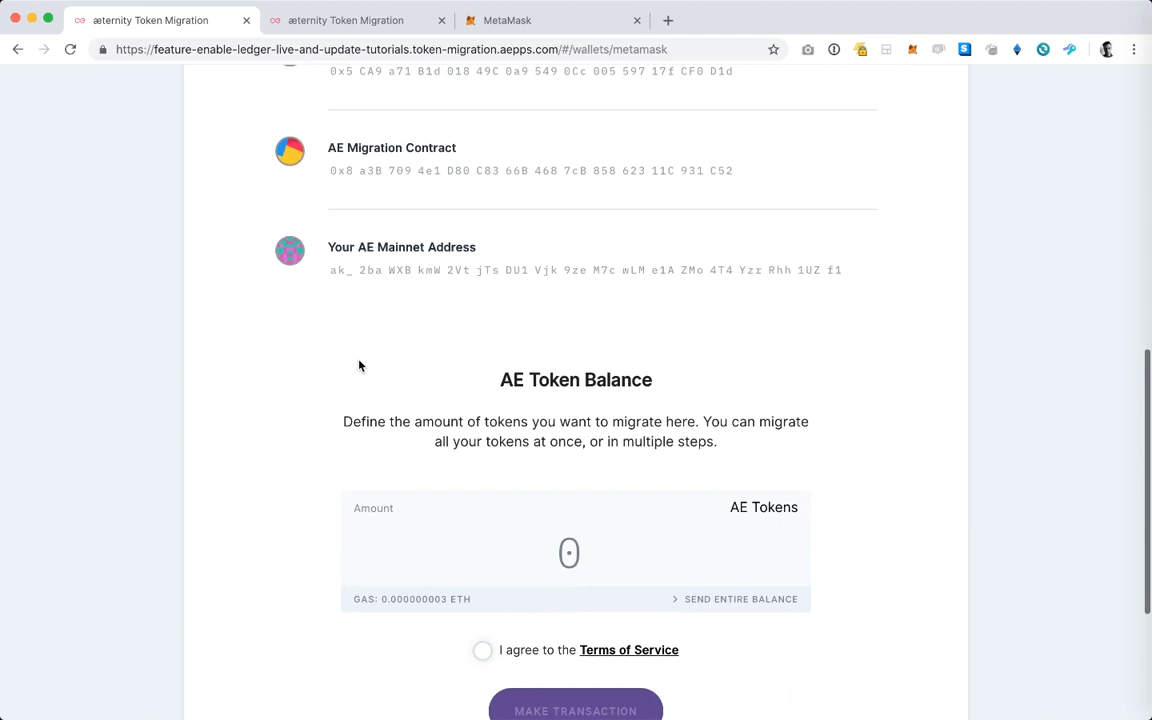 æternity Token Migration
æternity Token Migration
MetaMask
https://feature-enable-ledger-live-and-update-tutorials.token-migration.aepps.com/#/wallets/metamask
0x5 CA9 a71 B1d 018 49C 0a9 549 0Cc 005 597 17f CF0 D1d
AE Migration Contract
0x8 a3B 709 4e1 D80 C83 66B 468 7cB 858 623 11C 931 C52
Your AE Mainnet Address
ak_ 2ba WXB kmW 2Vt jTs DU1 Vjk 9ze M7c wLM e1A ZMo 4T4 Yzr Rhh 1UZ f1
AE Token Balance
Define the amount of tokens you want to migrate here. You can migrate
all your tokens at once, or in multiple steps.
Amount
AE Tokens
0
GAS: 0.000000003 ETH
SEND ENTIRE BALANCE
I agree to the Terms of Service
MAKE TRANSACTION